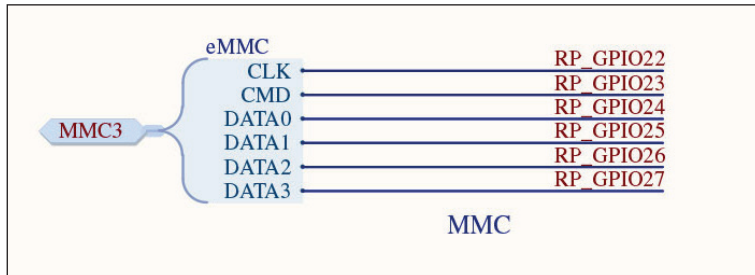 eMMC
CLK RP_GPIO22
CMD RP_GPIO23
DATA0 RP_GPIO24
MMC3
DATA1 RP_GPIO25
DATA2 RP_GPIO26
DATA3 RP_GPIO27
MMC